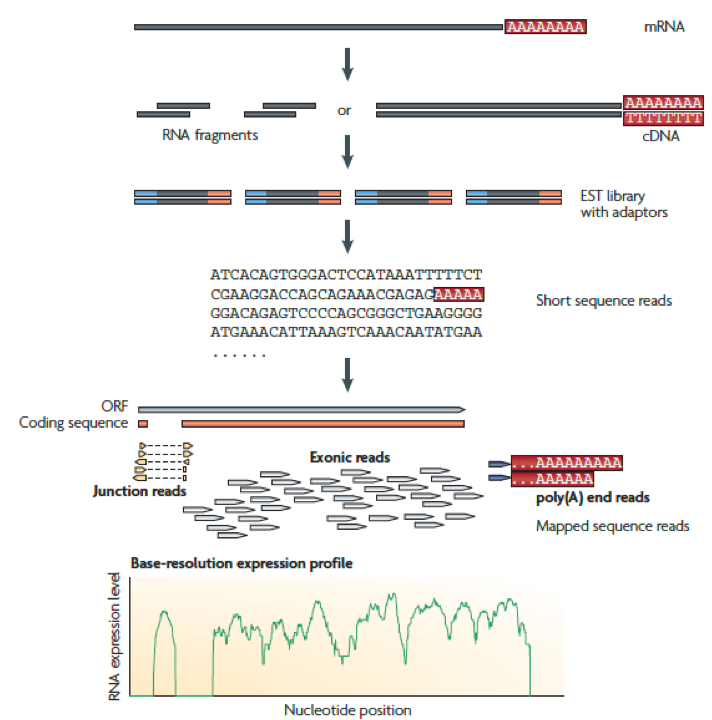 AAAAAAAA mRNA
or
AAAAAAAA
TTTTTTTT
RNA fragments
cDNA
EST library
with adaptors
ATCACAGTGGGACTCCATAAATTTTTCT
CGAAGGACCAGCAGAAACGAGAGAAAAA
GGACAGAGTCCCCAGCGGGCTGAAGGGG
ATGAAACATTAAAGTCAAACAATATGAA
......
Short sequence reads
ORF
Coding sequence
Junction reads
Exonic reads
...AAAAAAAAA
...AAAAAA
poly(A) end reads
Mapped sequence reads
Base-resolution expression profile
RNA expression level
Nucleotide position